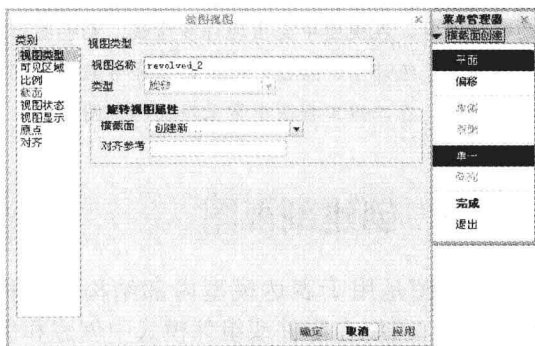 绘图视图
类别
视图类型
可见区域
比例
截面
视图状态
视图显示
原点
对齐
视图类型
视图名称 revolved_2
类型 旋转
旋转视图属性
横截面 创建新...
对齐参考
确定 取消 应用
菜单管理器
横截面创建
平面
偏移
单一
完成
退出